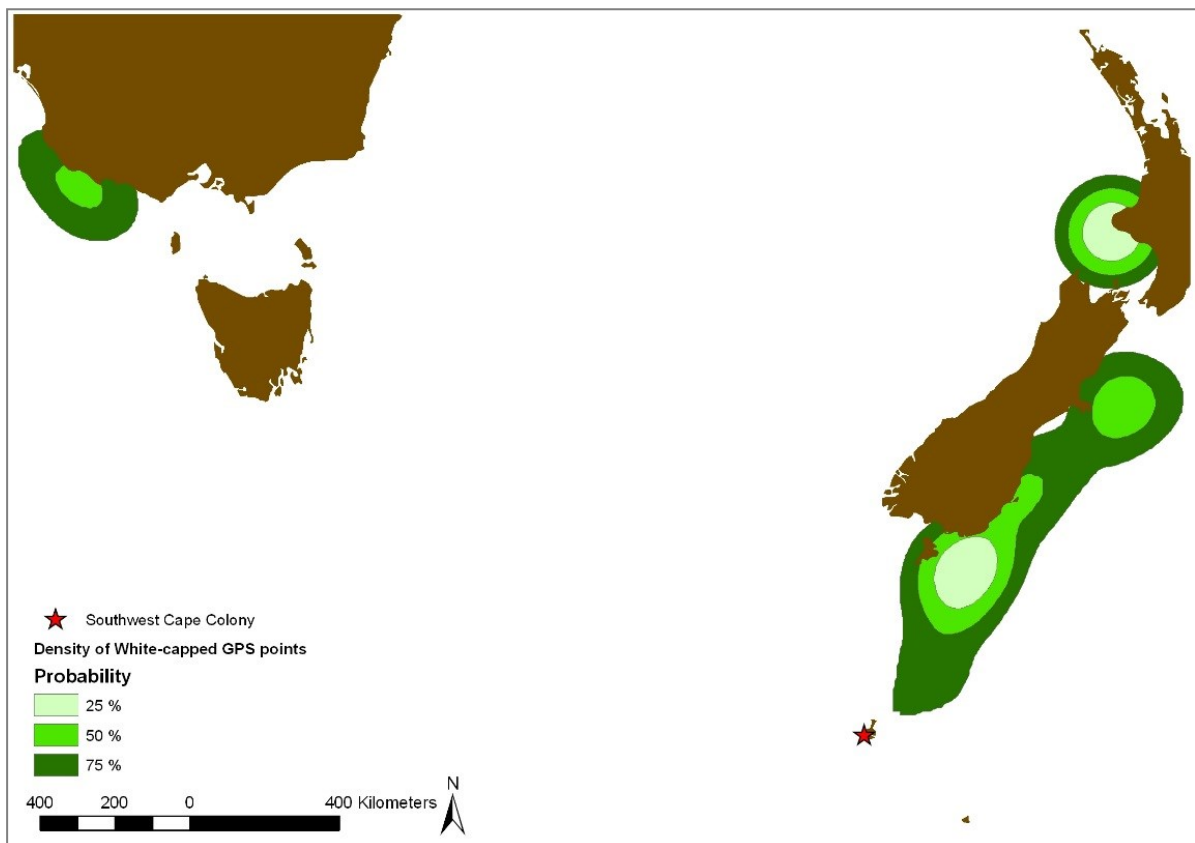 Southwest Cape Colony
Density of White-capped GPS points
Probability
25 %
50 %
75 %
400 200 0 400 Kilometers
N